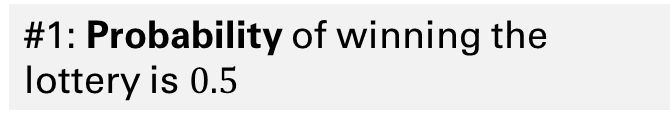 #1: Probability of winning the
lottery is 0.5